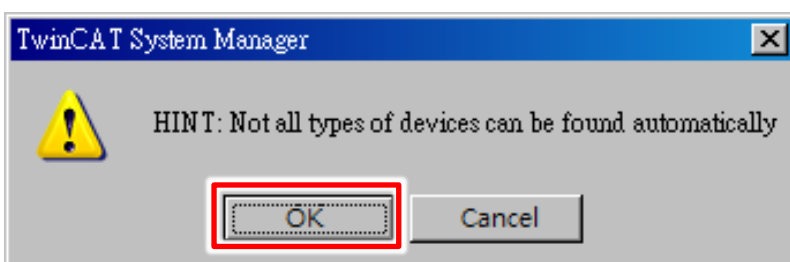 TwinCAT System Manager
HINT: Not all types of devices can be found automatically
OK
Cancel